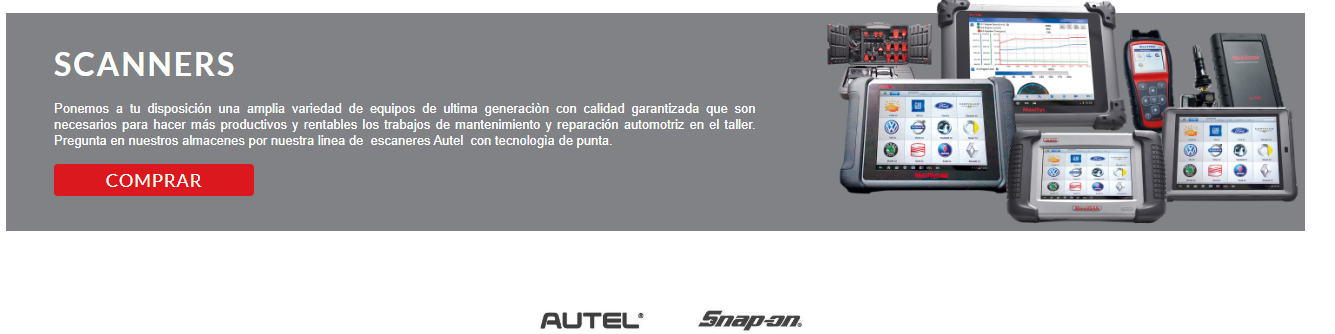 SCANNERS
Ponemos a tu disposición una amplia variedad de equipos de ultima generaciòn con calidad garantizada que son
necesarios para hacer más productivos y rentables los trabajos de mantenimiento y reparación automotriz en el taller.
Pregunta en nuestros almacenes por nuestra linea de escaneres Autel con tecnologia de punta.
COMPRAR
AUTEL®
Snap-on®